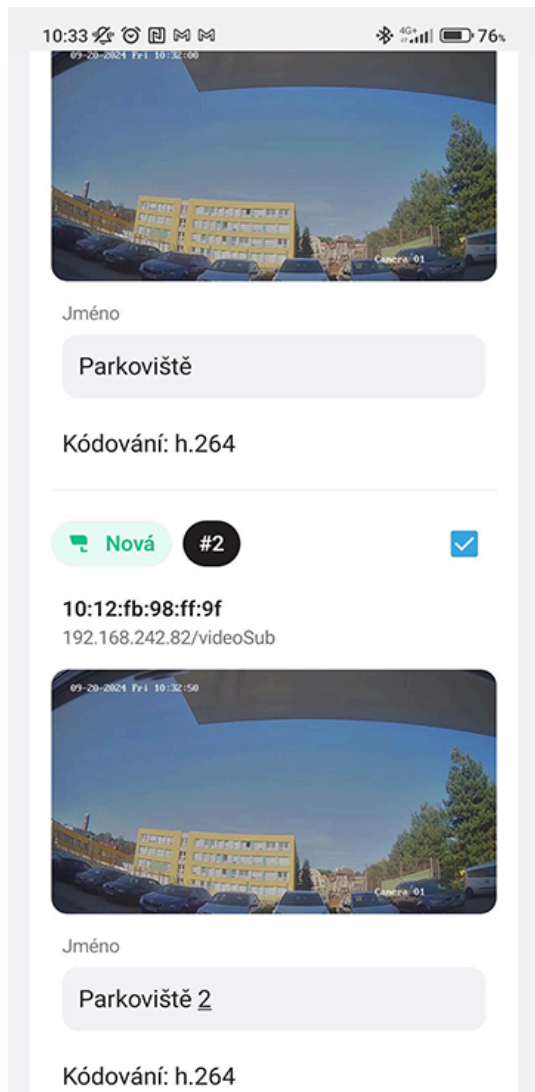 10:33 4G+ 76%
09-20-2024 Fri 10:32:00
Camera 01
Jméno
Parkoviště
Kódování: h.264
Nová #2
10:12:fb:98:ff:9f
192.168.242.82/videoSub
09-20-2024 Fri 10:32:50
Camera 01
Jméno
Parkoviště 2
Kódování: h.264